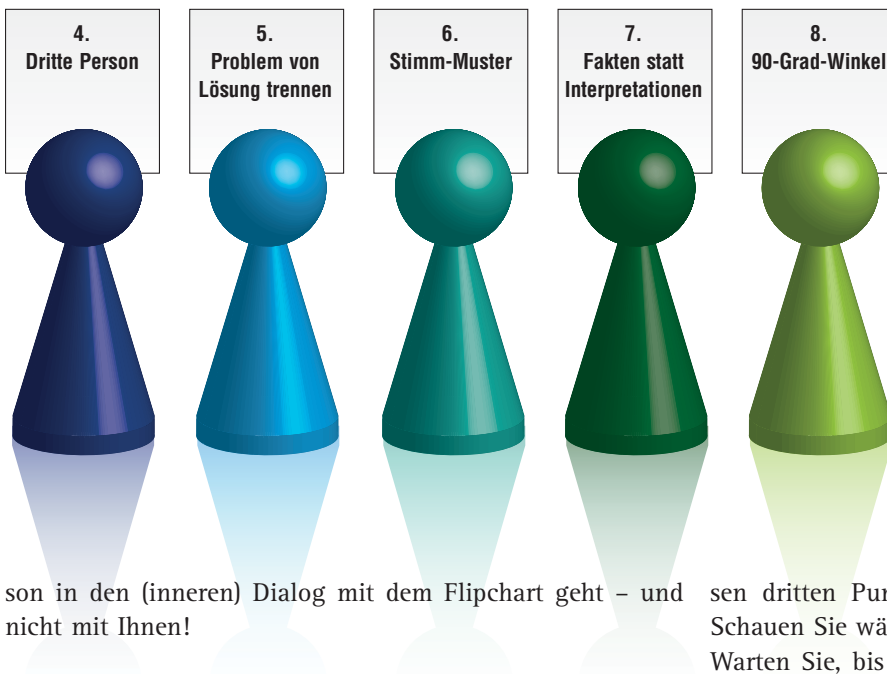 4.
Dritte Person
5.
Problem von
Lösung trennen
6.
Stimm-Muster
7.
Fakten statt
Interpretationen
8.
90-Grad-Winkel
son in den (inneren) Dialog mit dem Flipchart geht – und
nicht mit Ihnen!
sen dritten Pur
Schauen Sie wä
Warten Sie, bis